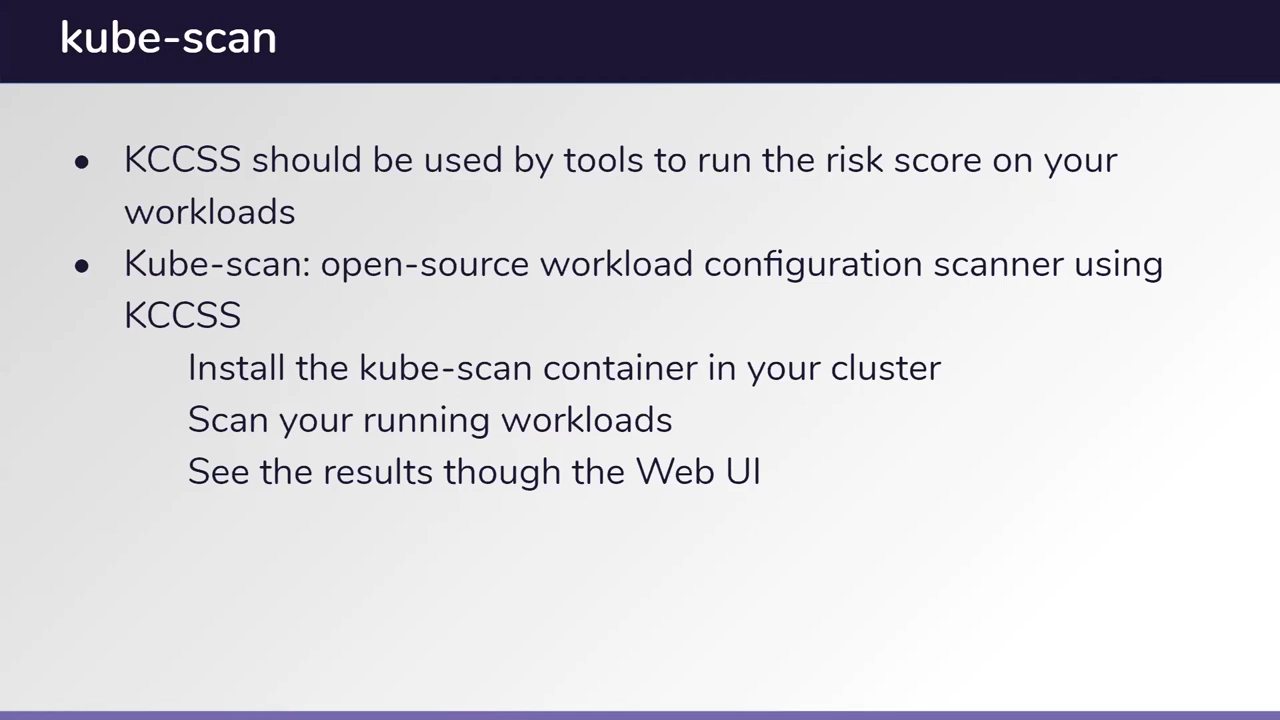 kube-scan
• KCCSS should be used by tools to run the risk score on your
workloads
• Kube-scan: open-source workload configuration scanner using
KCCSS
Install the kube-scan container in your cluster
Scan your running workloads
See the results though the Web UI